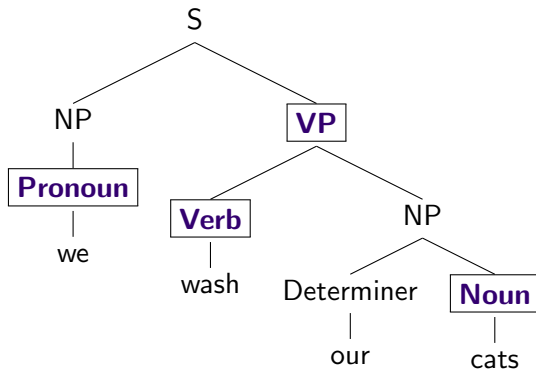 S
NP
VP
Pronoun
Verb
NP
we
wash
Determiner
Noun
our
cats